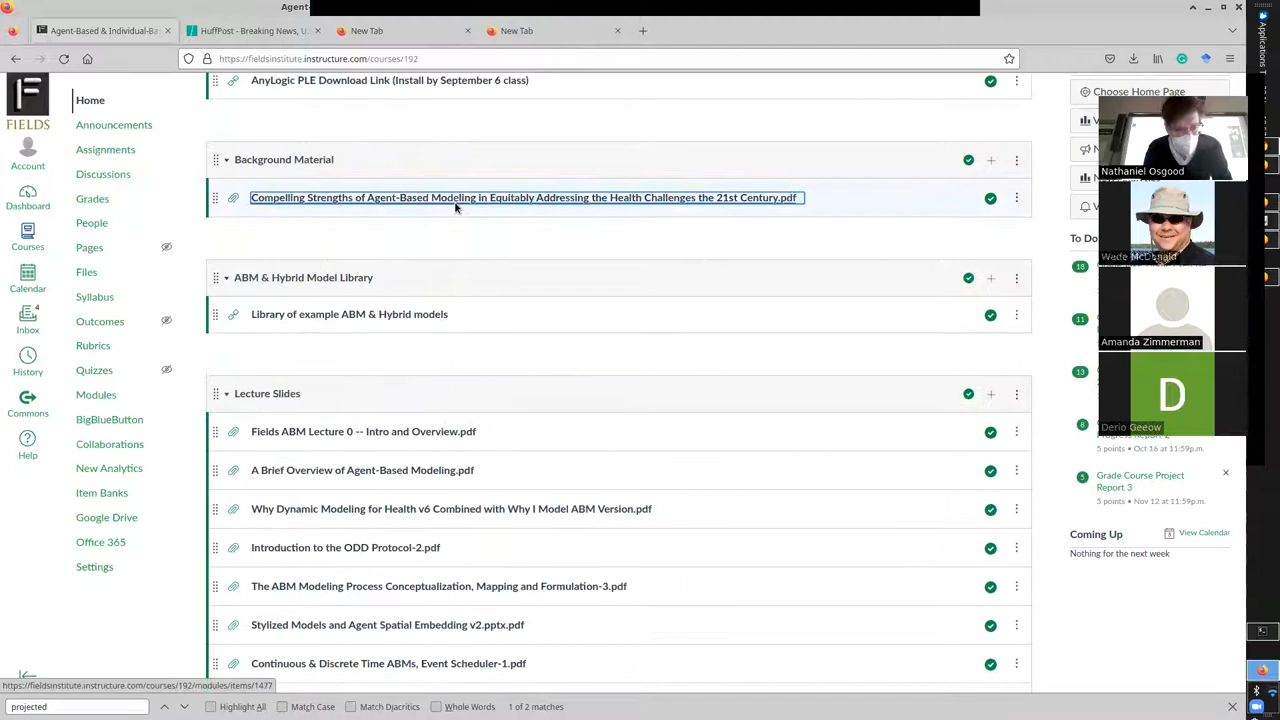 Agent-
Agent-Based & Individual-Ba
HuffPost - Breaking News, U
New Tab
New Tab
https://fieldsinstitute.instructure.com/courses/192
Applications
FIELDS
Account
Dashboard
Courses
Calendar
4
Inbox
History
Commons
Help
Home
Announcements
Assignments
Discussions
Grades
People
Pages
Files
Syllabus
Outcomes
Rubrics
Quizzes
Modules
BigBlueButton
Collaborations
New Analytics
Item Banks
Google Drive
Office 365
Settings
AnyLogic PLE Download Link (Install by September 6 class)
Background Material
Compelling Strengths of Agent-Based Modeling in Equitably Addressing the Health Challenges the 21st Century.pdf
ABM & Hybrid Model Library
Library of example ABM & Hybrid models
Lecture Slides
Fields ABM Lecture 0 -- Intro and Overview.pdf
A Brief Overview of Agent-Based Modeling.pdf
Why Dynamic Modeling for Health v6 Combined with Why I Model ABM Version.pdf
Introduction to the ODD Protocol-2.pdf
The ABM Modeling Process Conceptualization, Mapping and Formulation-3.pdf
Stylized Models and Agent Spatial Embedding v2.pptx.pdf
Continuous & Discrete Time ABMs, Event Scheduler-1.pdf
Choose Home Page
Nathaniel Osgood
Wade McDonald
Amanda Zimmerman
D
Derio Geeow
To Do
18
11
13
8
5 points • Oct 16 at 11:59p.m.
5
Grade Course Project
Report 3
5 points • Nov 12 at 11:59p.m.
Coming Up
View Calendar
Nothing for the next week
https://fieldsinstitute.instructure.com/courses/192/modules/items/1477
projected
Highlight All
Match Case
Match Diacritics
Whole Words
1 of 2 matches